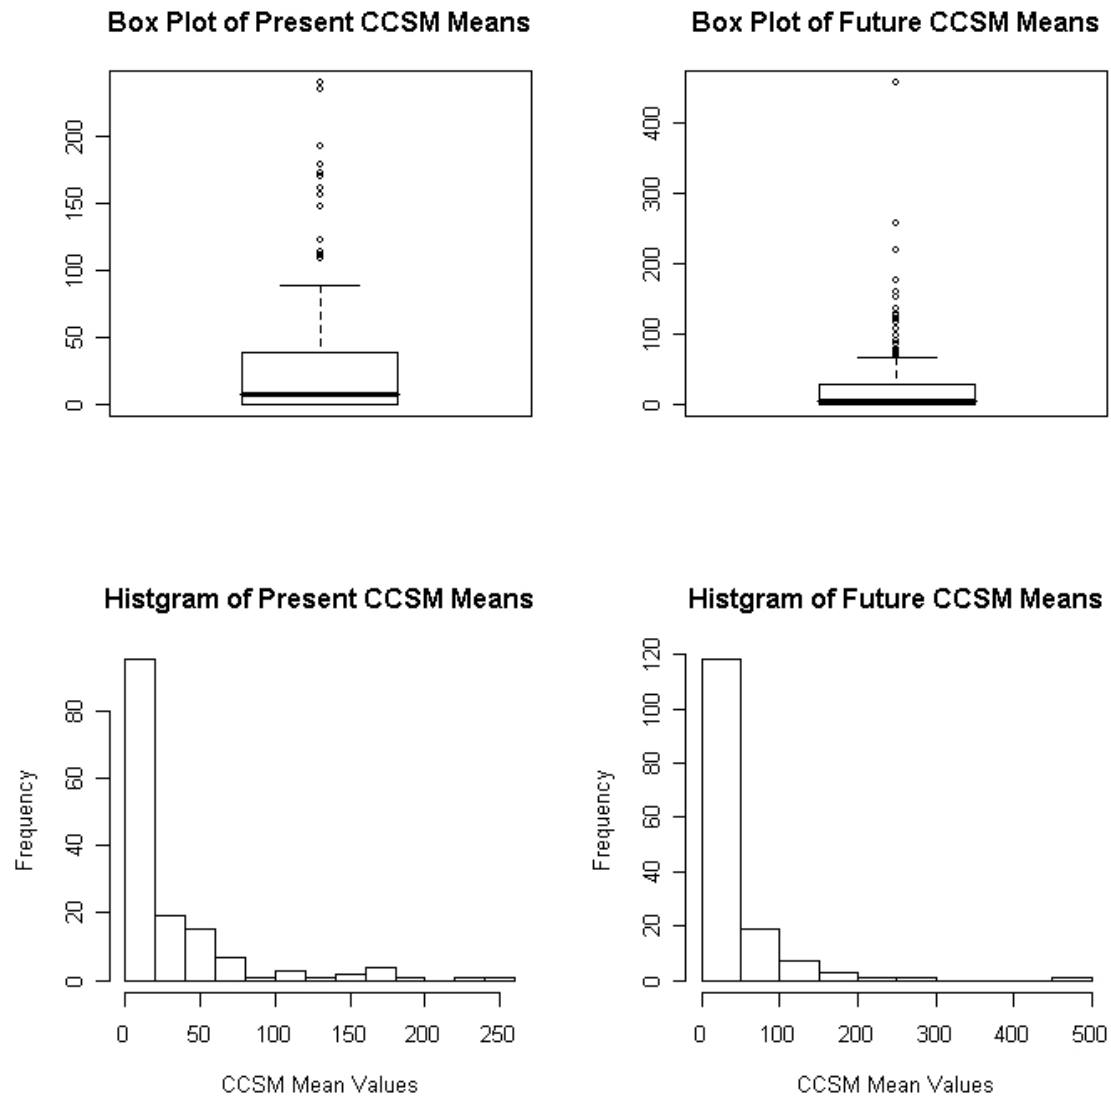 Box Plot of Present CCSM Means
200
150
100
50
0
Box Plot of Future CCSM Means
400
300
200
100
0
Histgram of Present CCSM Means
Frequency
80
60
40
20
0
0 50 100 150 200 250
CCSM Mean Values
Histgram of Future CCSM Means
Frequency
120
100
80
60
40
20
0
0 100 200 300 400 500
CCSM Mean Values